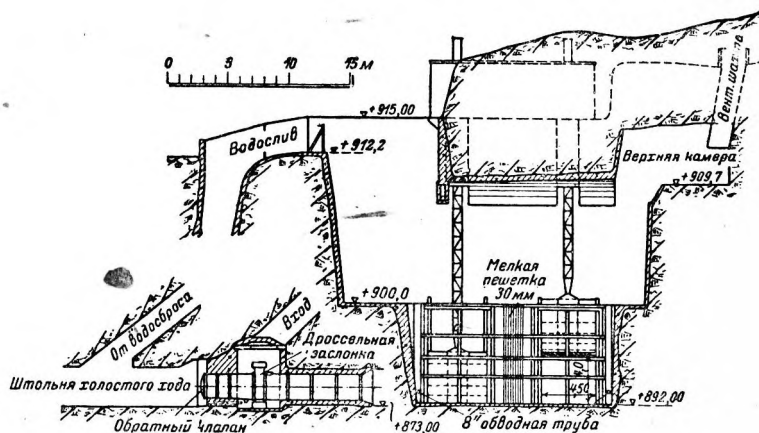 0 5 10 15 м
+915,00
Водослив
+912,2
Вент. шахта
Верхняя камера
+909,7
Мелкая
решетка
30 мм
+900,0
От водосброса
Вход
Дроссельная
заслонка
Штольня холостого хода
450
+892,00
Обратный клапан
+873,00
8" обводная труба